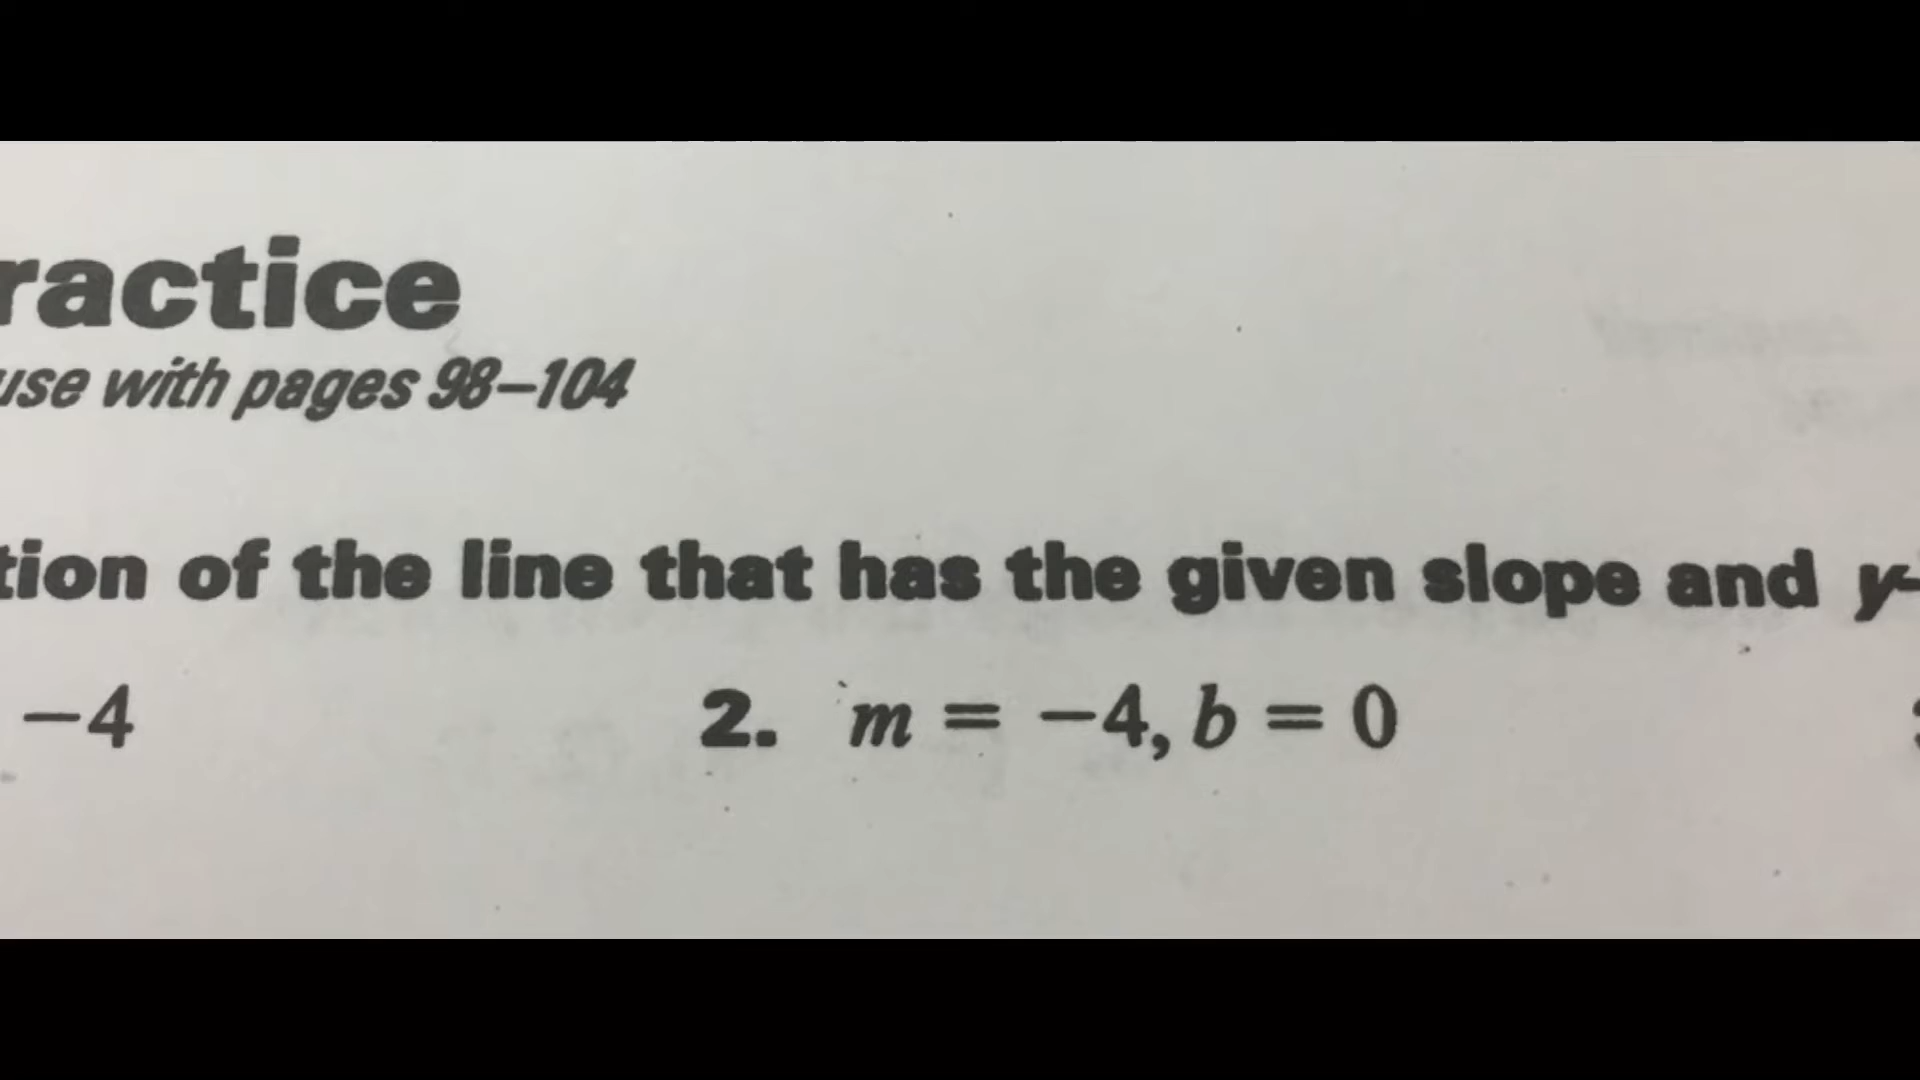 ractice
use with pages 98–104
tion of the line that has the given slope and y-
−4 2. m = −4, b = 0